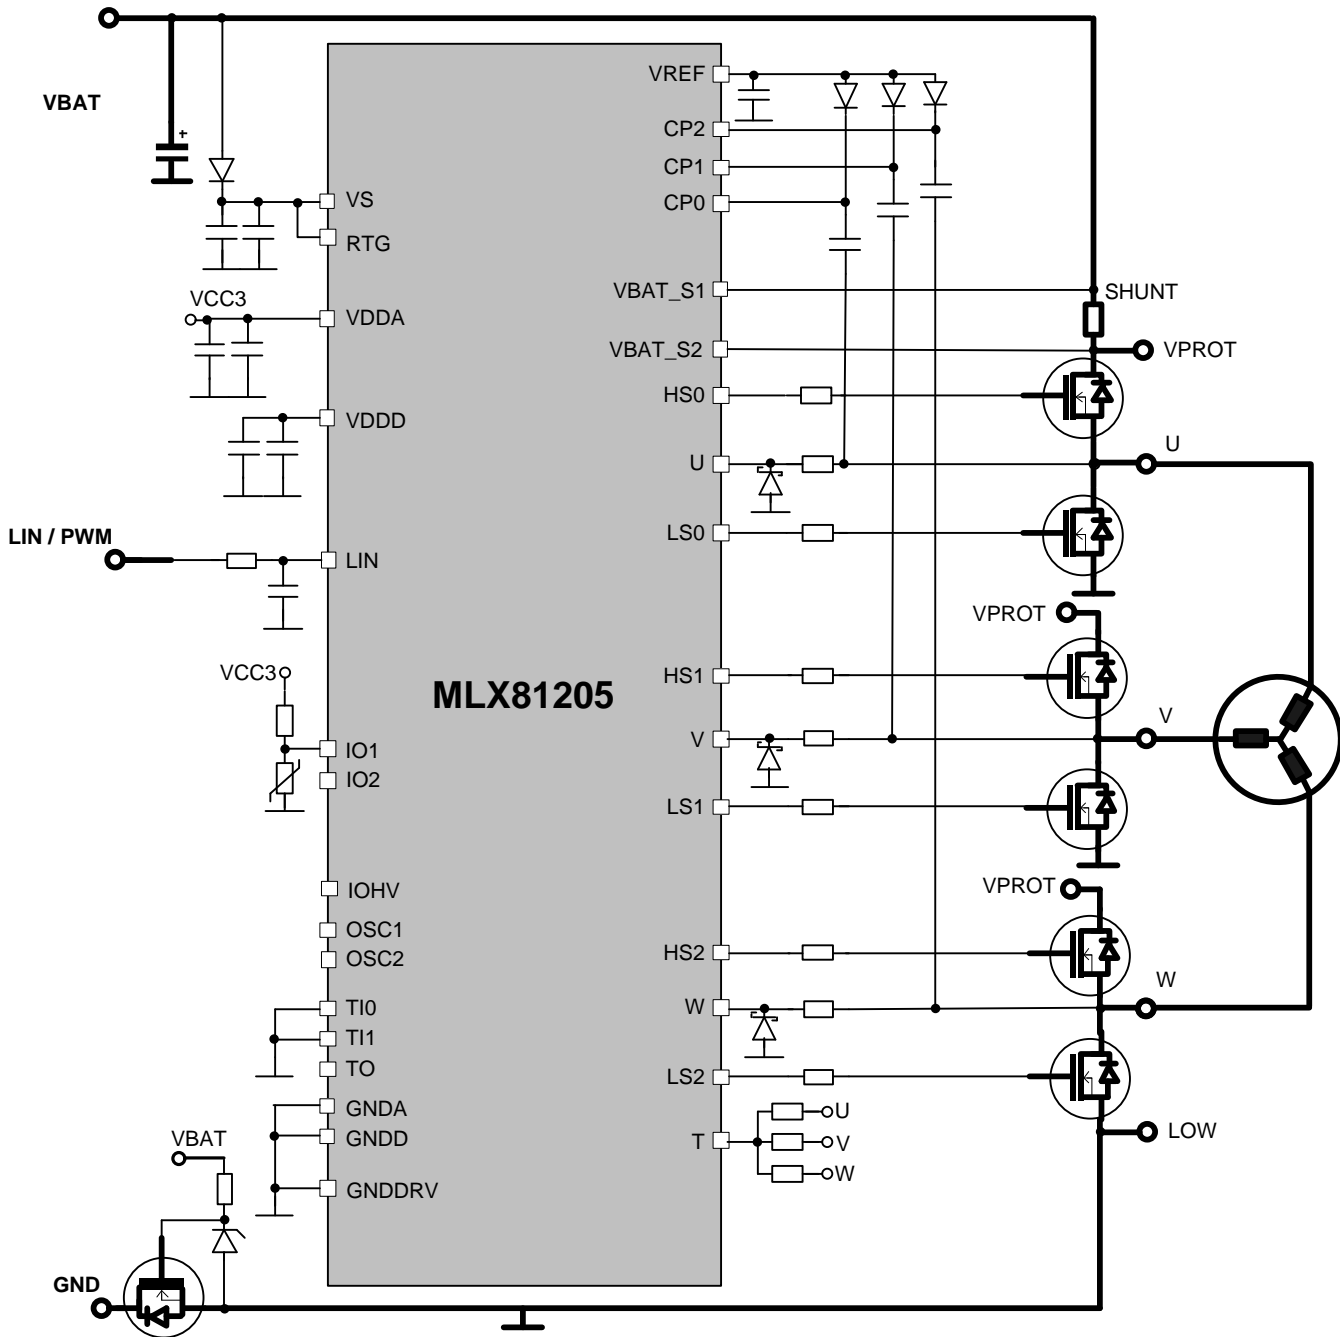 VBAT
VREF
CP2
CP1
CP0
VS
RTG
VBAT_S1
SHUNT
VCC3
VDDA
VBAT_S2
VPROT
HS0
VDDD
U
U
LS0
LIN / PWM
LIN
VPROT
VCC3
HS1
MLX81205
V
V
IO1
IO2
LS1
IOHV
VPROT
OSC1
OSC2
HS2
W
TI0
W
TI1
TO
LS2
GNDA
U
VBAT
GNDD
T
V
LOW
W
GNDDRV
GND
+